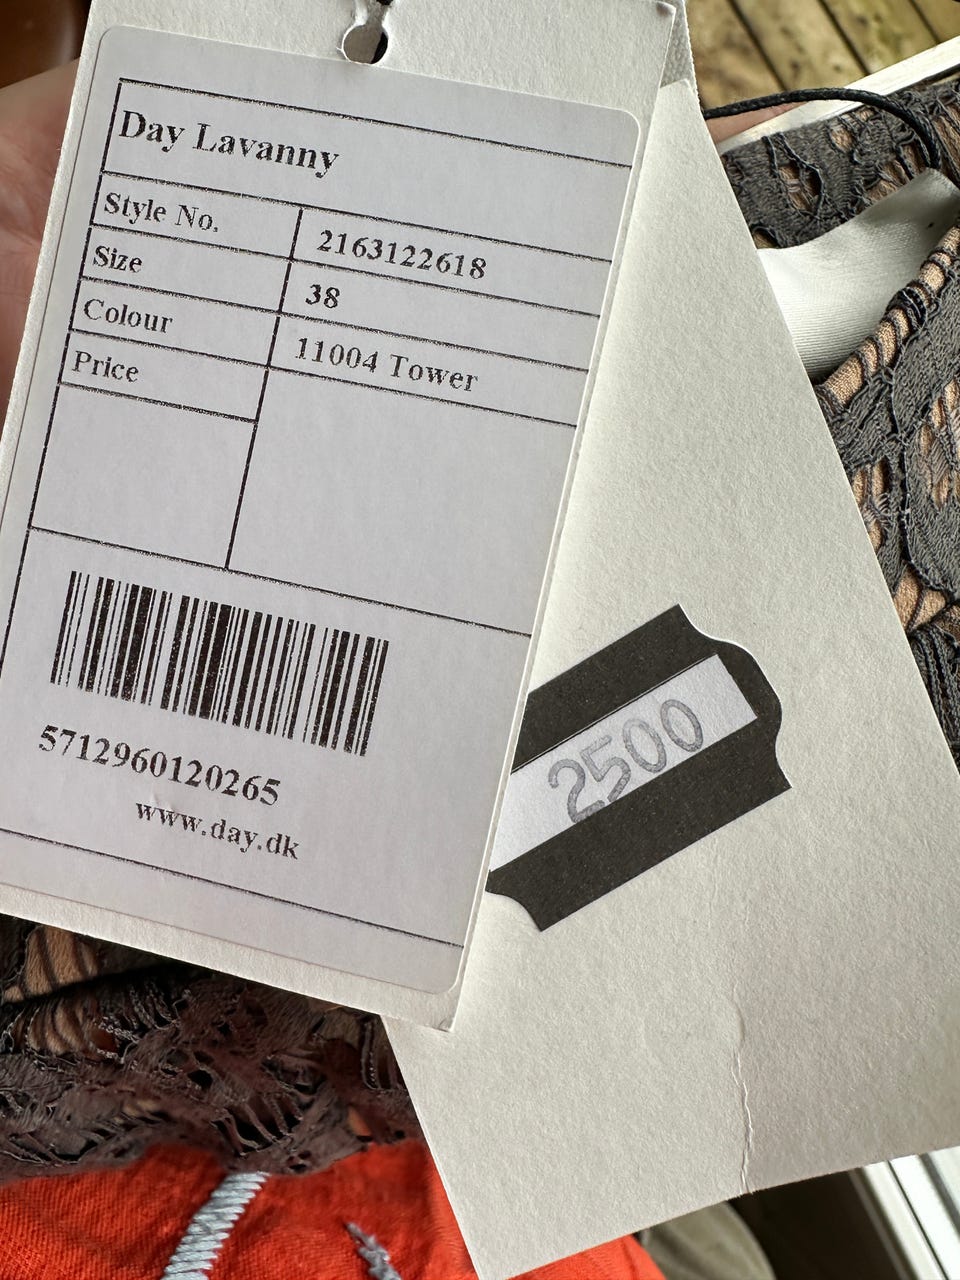 Day Lavanny
Style No. 2163122618
Size 38
Colour 11004 Tower
Price
5712960120265
www.day.dk
2500